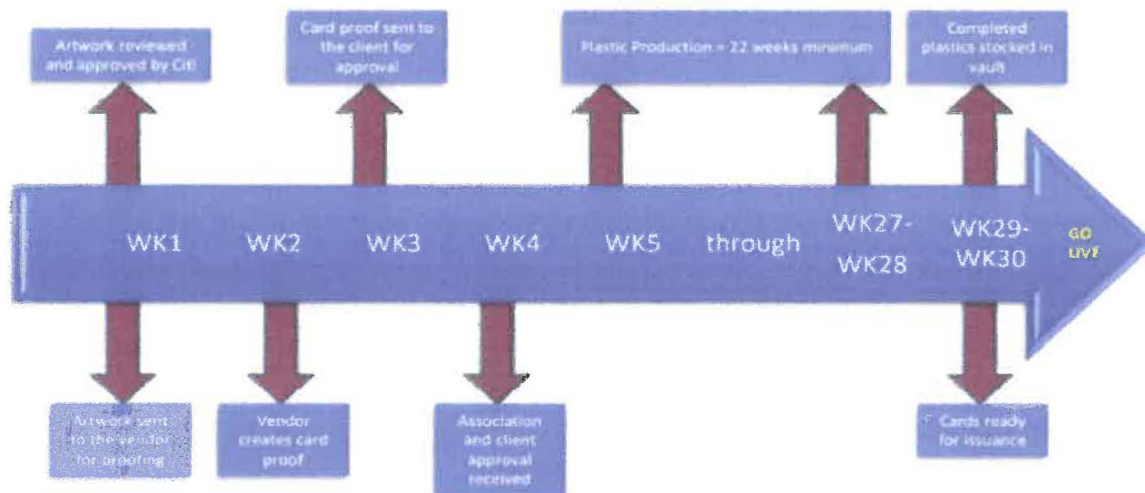 Artwork reviewed
and approved by Citi
Card proof sent to
the client for
approval
Plastic Production = 22 weeks minimum
Completed
plastics stocked in
vault
WK1
WK2
WK3
WK4
WK5
through
WK27-
WK28
WK29-
WK30
GO
LIVE
Artwork sent
to the vendor
for proofing
Vendor
creates card
proof
Association
and client
approval
received
Cards ready
for issuance